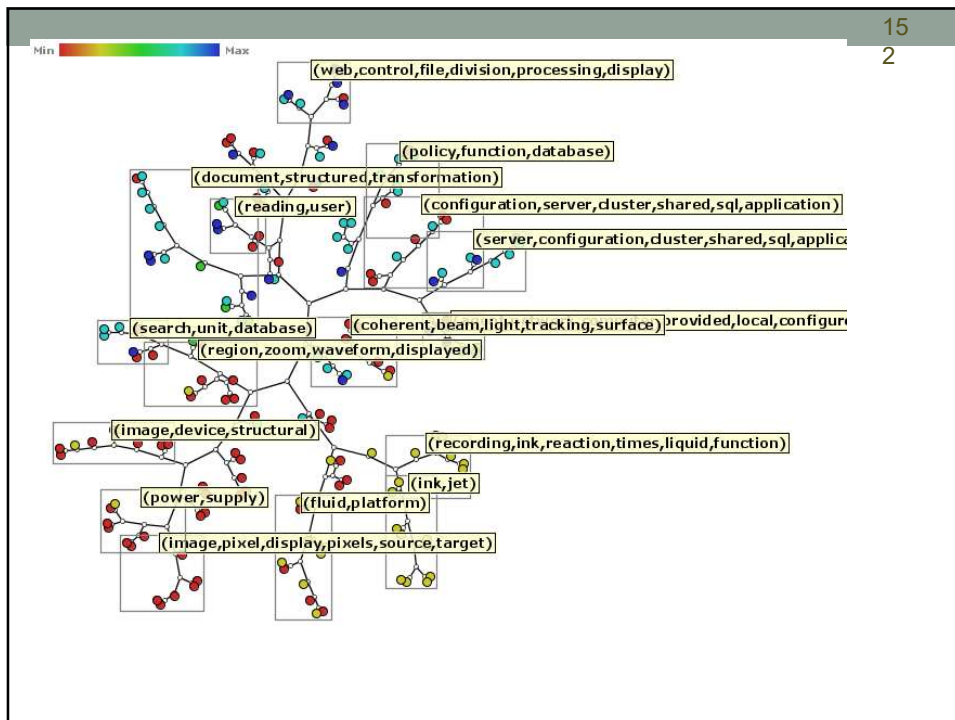 15
2
Min Max
(web,control,file,division,processing,display)
(policy,function,database)
(document,structured,transformation)
(reading,user)
(configuration,server,cluster,shared,sql,application)
(server,configuration,cluster,shared,sql,applica
provided,local,configure
(search,unit,database)
(coherent,beam,light,tracking,surface)
(region,zoom,waveform,displayed)
(image,device,structural)
(recording,ink,reaction,times,liquid,function)
(ink,jet)
(power,supply)
(fluid,platform)
(image,pixel,display,pixels,source,target)